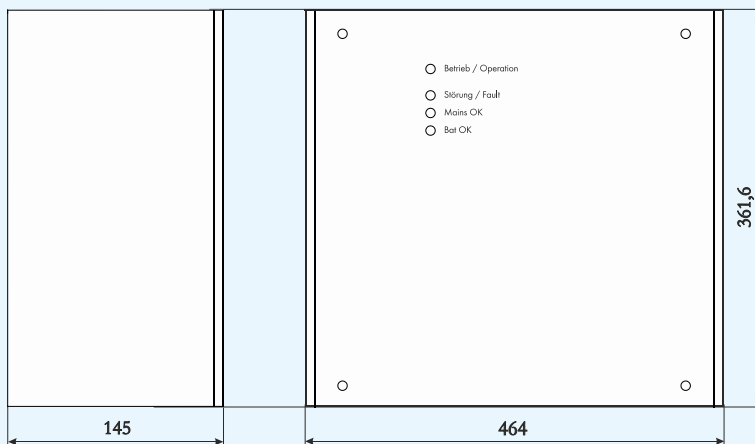 Betrieb / Operation
Störung / Fault
Mains OK
Bat OK
361,6
145
464